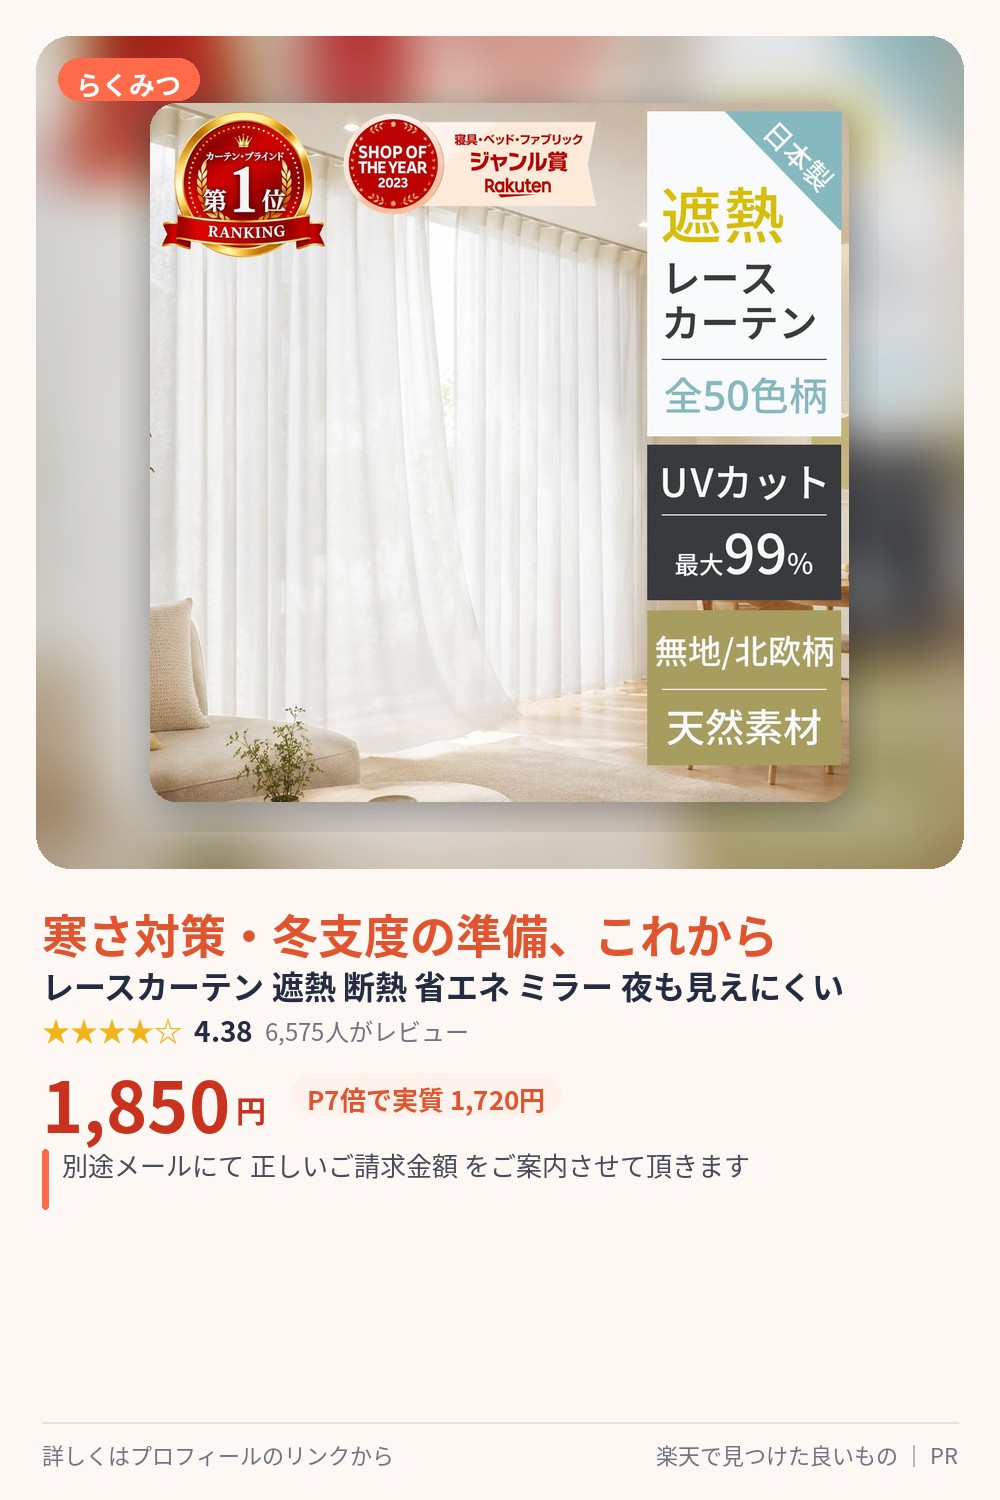 らくみつ
カーテン・ブラインド
第1位
RANKING
SHOP OF
THE YEAR
2023
寝具・ベッド・ファブリック
ジャンル賞
Rakuten
日本製
遮熱
レース
カーテン
全50色柄
UVカット
最大99%
無地/北欧柄
天然素材
寒さ対策・冬支度の準備、これから
レースカーテン 遮熱 断熱 省エネ ミラー 夜も見えにくい
★★★★☆ 4.38 6,575人がレビュー
1,850円 P7倍で実質 1,720円
別途メールにて 正しいご請求金額 をご案内させて頂きます
詳しくはプロフィールのリンクから
楽天で見つけた良いもの | PR